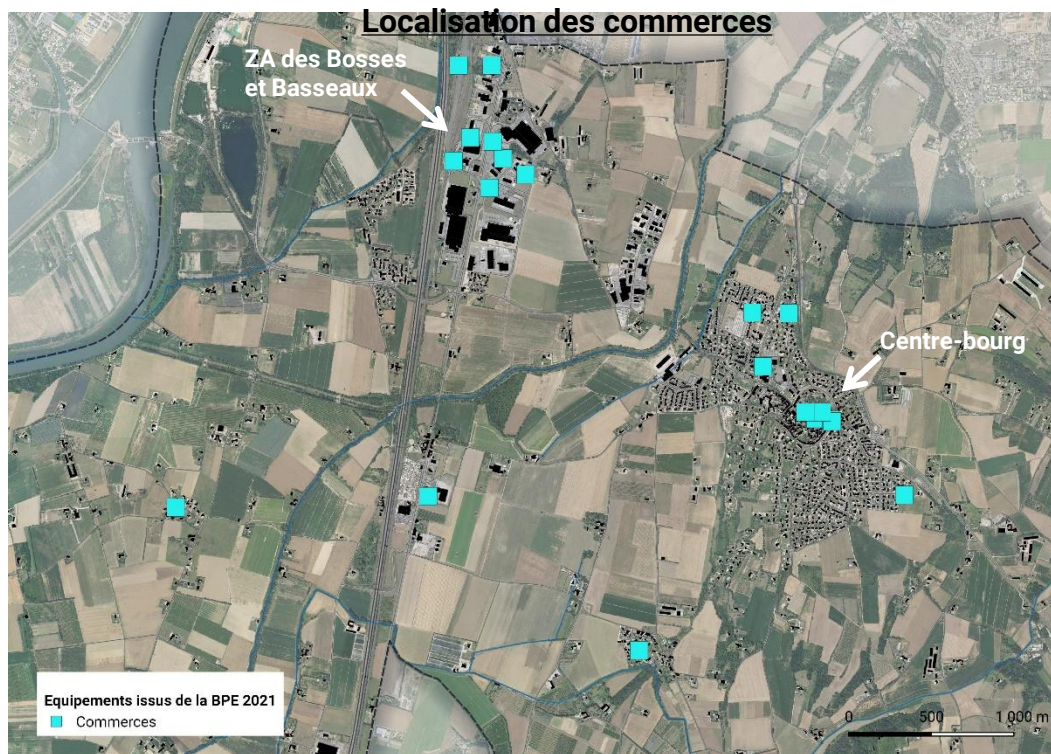 Localisation des commerces
ZA des Bosses
et Basseaux
Centre-bourg
Equipements issus de la BPE 2021
Commerces
0 500 1 000 m